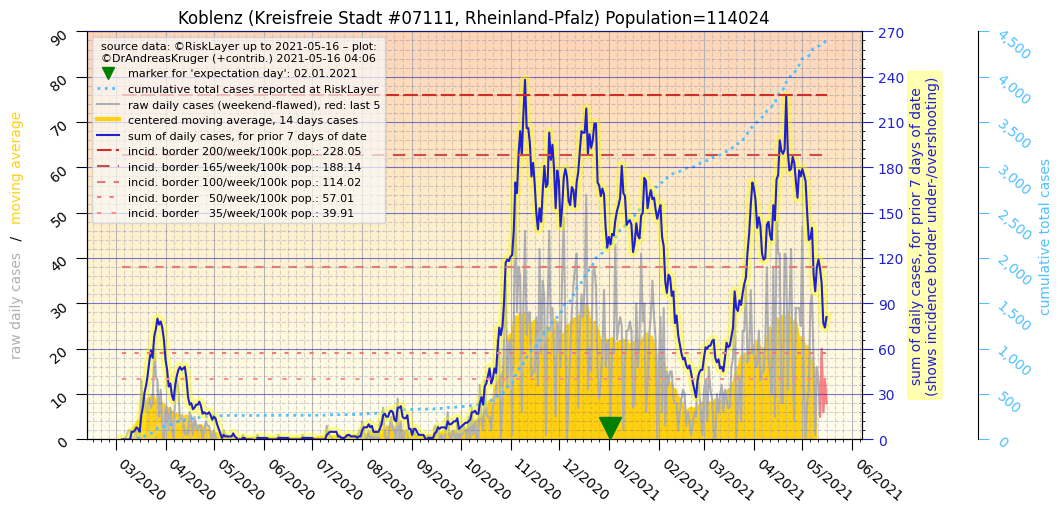 Koblenz (Kreisfreie Stadt #07111, Rheinland-Pfalz) Population=114024
source data: ©RiskLayer up to 2021-05-16 – plot:
©DrAndreasKruger (+contrib.) 2021-05-16 04:06
marker for 'expectation day': 02.01.2021
cumulative total cases reported at RiskLayer
raw daily cases (weekend-flawed), red: last 5
centered moving average, 14 days cases
sum of daily cases, for prior 7 days of date
incid. border 200/week/100k pop.: 228.05
incid. border 165/week/100k pop.: 188.14
incid. border 100/week/100k pop.: 114.02
incid. border 50/week/100k pop.: 57.01
incid. border 35/week/100k pop.: 39.91
raw daily cases / moving average
90
80
70
60
50
40
30
20
10
0
03/2020
04/2020
05/2020
06/2020
07/2020
08/2020
09/2020
10/2020
11/2020
12/2020
01/2021
02/2021
03/2021
04/2021
05/2021
06/2021
270
240
210
180
150
120
90
60
30
0
sum of daily cases, for prior 7 days of date
(shows incidence border under-/overshooting)
4,500
4,000
3,500
3,000
2,500
2,000
1,500
1,000
500
0
cumulative total cases